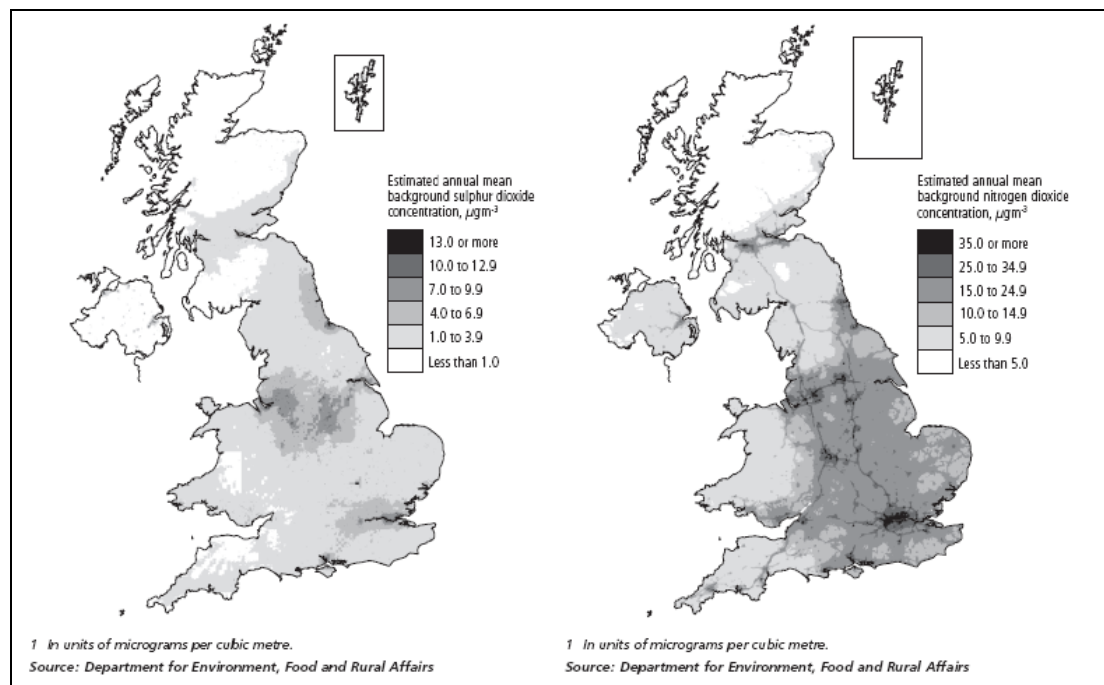 Estimated annual mean
background sulphur dioxide
concentration, µgm-3
13.0 or more
10.0 to 12.9
7.0 to 9.9
4.0 to 6.9
1.0 to 3.9
Less than 1.0
1 In units of micrograms per cubic metre.
Source: Department for Environment, Food and Rural Affairs
Estimated annual mean
background nitrogen dioxide
concentration, µgm-3
35.0 or more
25.0 to 34.9
15.0 to 24.9
10.0 to 14.9
5.0 to 9.9
Less than 5.0
1 In units of micrograms per cubic metre.
Source: Department for Environment, Food and Rural Affairs